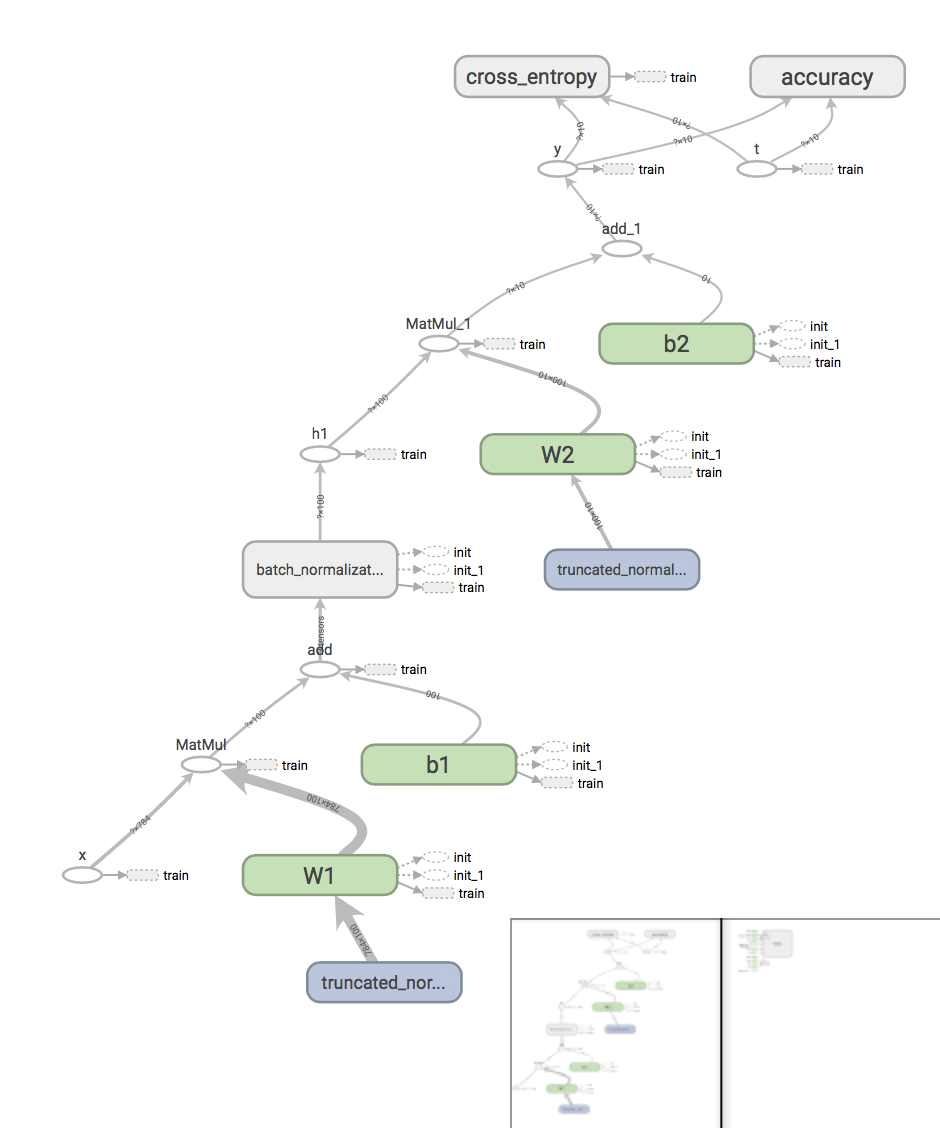 cross_entropy
train
accuracy
?×10
?×10
?×10
?×10
y
train
t
train
?×10
add_1
?×10
10
MatMul_1
train
b2
init
init_1
train
?×100
100×10
h1
train
W2
init
init_1
train
?×100
100×10
batch_normalizat...
init
init_1
train
truncated_normal...
add
train
?×100
100
MatMul
train
b1
init
init_1
train
?×784
784×100
x
train
W1
init
init_1
train
784×100
truncated_nor...